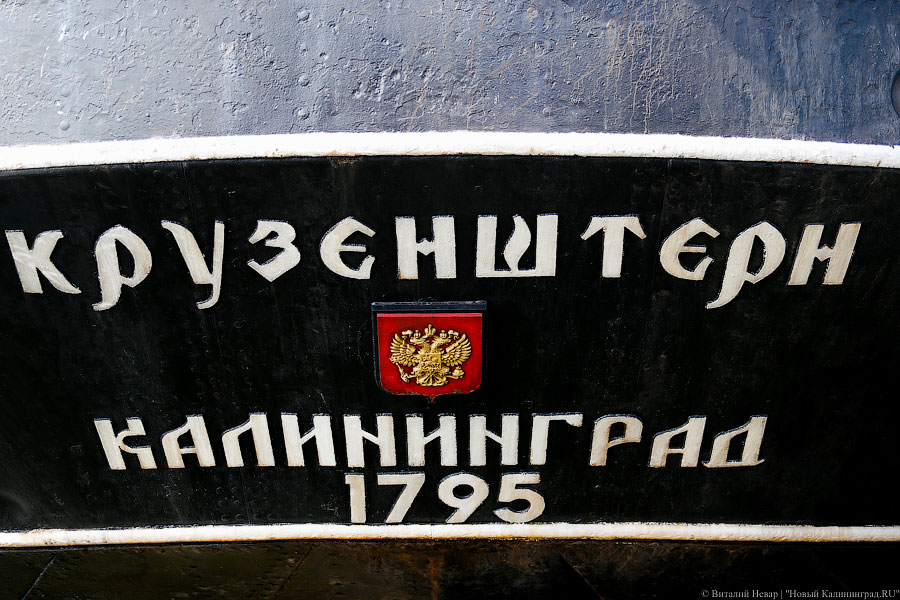 КРУЗЕНШТЕРН
КАЛИНИНГРАД
1795
© Виталий Невар | "Новый Калининград.RU"